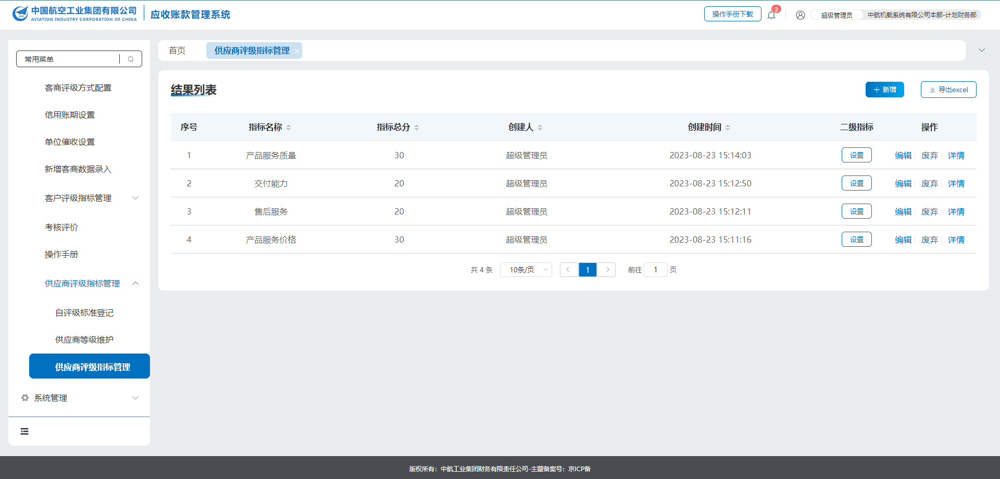 中国航空工业集团有限公司
AVIATION INDUSTRY CORPORATION OF CHINA
应收账款管理系统
操作手册下载
3
超级管理员
中航机载系统有限公司本部-计划财务部
常用菜单
客商评级方式配置
信用账期设置
单位催收设置
新增客商数据录入
客户评级指标管理
考核评价
操作手册
供应商评级指标管理
自评级标准登记
供应商等级维护
供应商评级指标管理
系统管理
首页 供应商评级指标管理
结果列表
新增 导出excel
序号 指标名称 指标总分 创建人 创建时间 二级指标 操作
1 产品服务质量 30 超级管理员 2023-08-23 15:14:03 设置 编辑 废弃 详情
2 交付能力 20 超级管理员 2023-08-23 15:12:50 设置 编辑 废弃 详情
3 售后服务 20 超级管理员 2023-08-23 15:12:11 设置 编辑 废弃 详情
4 产品服务价格 30 超级管理员 2023-08-23 15:11:16 设置 编辑 废弃 详情
共 4 条 10条/页 1 前往 1 页
版权所有：中航工业集团财务有限责任公司-主题备案号：京ICP备